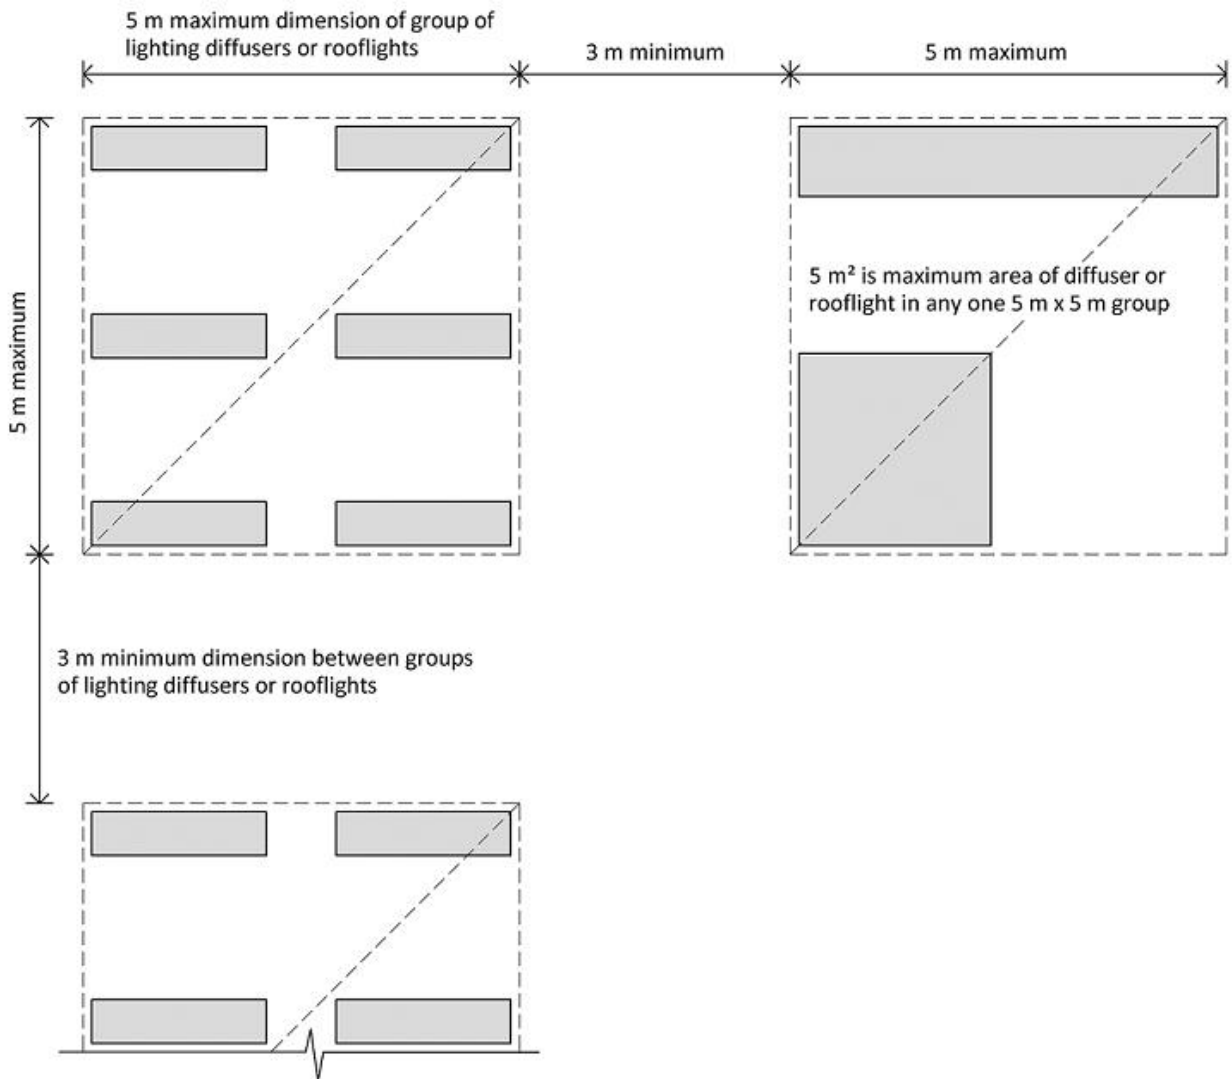 5 m maximum dimension of group of
lighting diffusers or rooflights
3 m minimum
5 m maximum
5 m maximum
5 m² is maximum area of diffuser or
rooflight in any one 5 m x 5 m group
3 m minimum dimension between groups
of lighting diffusers or rooflights